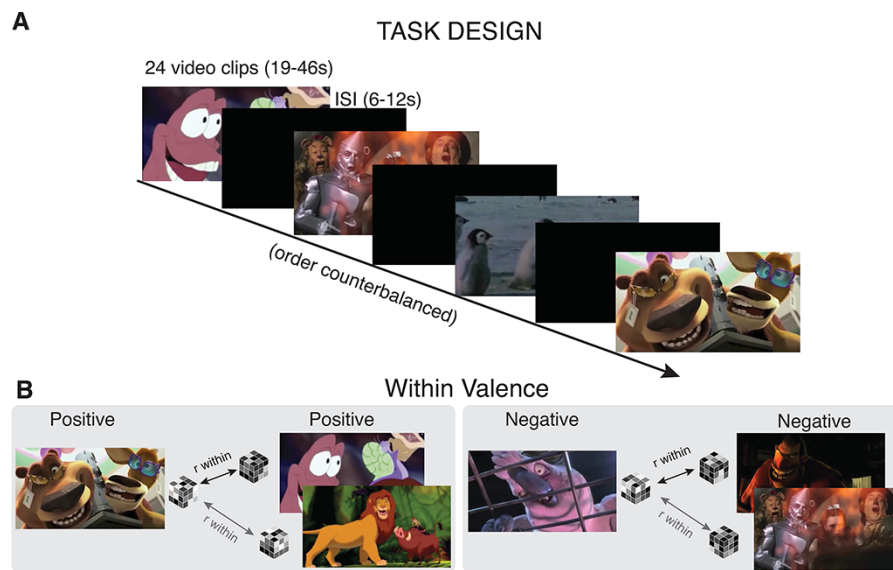 A
TASK DESIGN
24 video clips (19-46s)
ISI (6-12s)
(order counterbalanced)
B
Within Valence
Positive
Positive
r within
r within
Negative
Negative
r within
r within